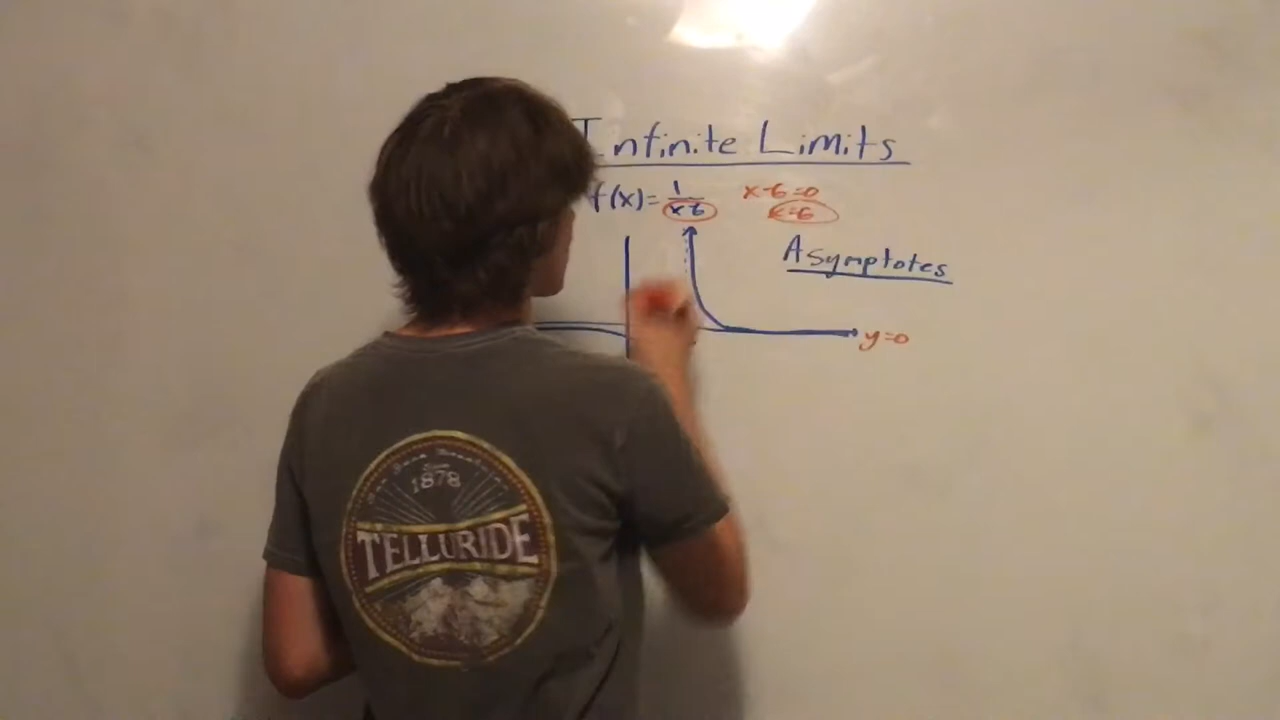 Infinite Limits
f(x)= 1/x-6
x-6=0
x=6
Asymptotes
y=0
1878
TELLURIDE